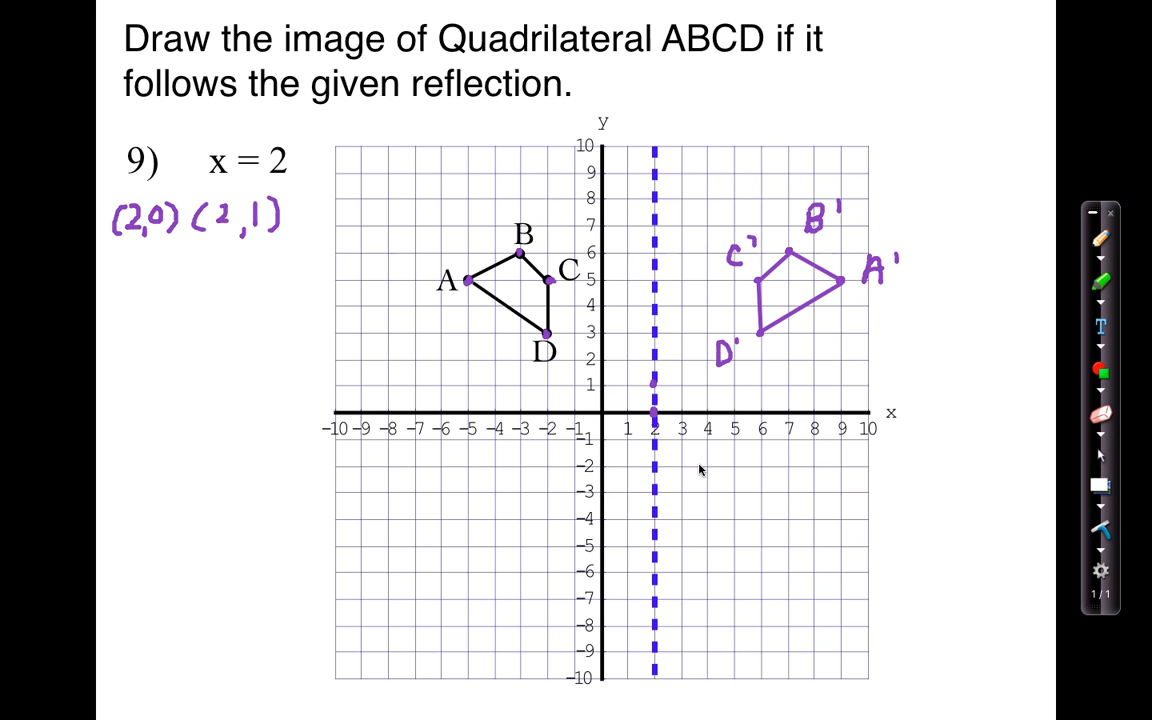 Draw the image of Quadrilateral ABCD if it
follows the given reflection.
9) x = 2
(2,0) (2,1)
y
10
9
8
7
6
5
4
3
2
1
B
A
C
D
B'
C'
A'
D'
x
-10 -9 -8 -7 -6 -5 -4 -3 -2 -1 1 2 3 4 5 6 7 8 9 10
-1
-2
-3
-4
-5
-6
-7
-8
-9
-10
T
1/1